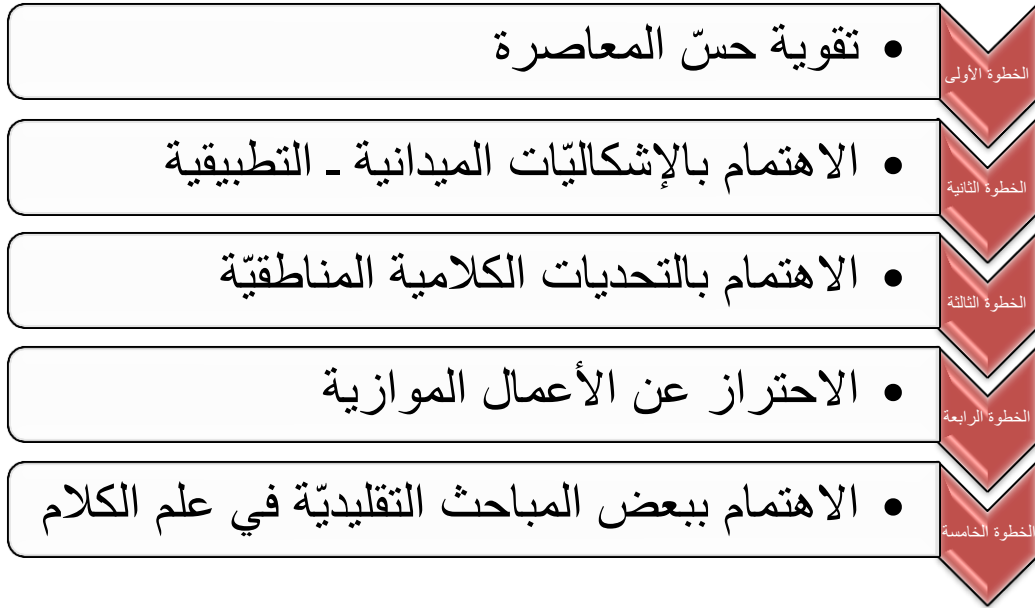 الخطوة الأولى
• تقوية حسّ المعاصرة
الخطوة الثانية
• الاهتمام بالإشكاليّات الميدانية ـ التطبيقية
الخطوة الثالثة
• الاهتمام بالتحديات الكلامية المناطقيّة
الخطوة الرابعة
• الاحتراز عن الأعمال الموازية
الخطوة الخامسة
• الاهتمام ببعض المباحث التقليديّة في علم الكلام